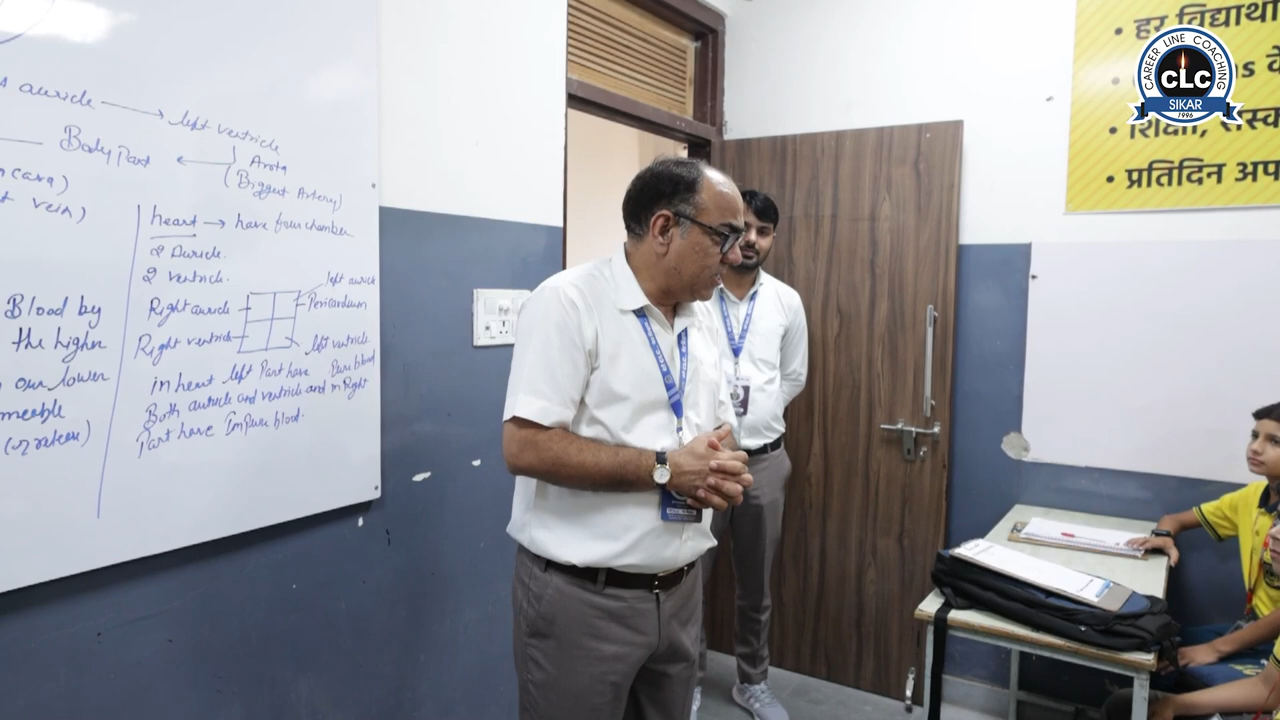 auricle → left ventricle
Body Part ← Arota
(Biggest Artery)
cava)
vein)
heart → have four chamber
2 Auricle.
2 ventricle.
left auricle
Right auricle
Pericardium
Right ventricle
left ventricle
in heart left Part have Pure blood
Both auricle and ventricle and in Right
Part have ImPure blood.
Blood by
the higher
our lower
meable
• हर विद्यार्थी
• शिक्षा,
• प्रतिदिन अप
CAREER LINE COACHING
CLC
SIKAR
1996